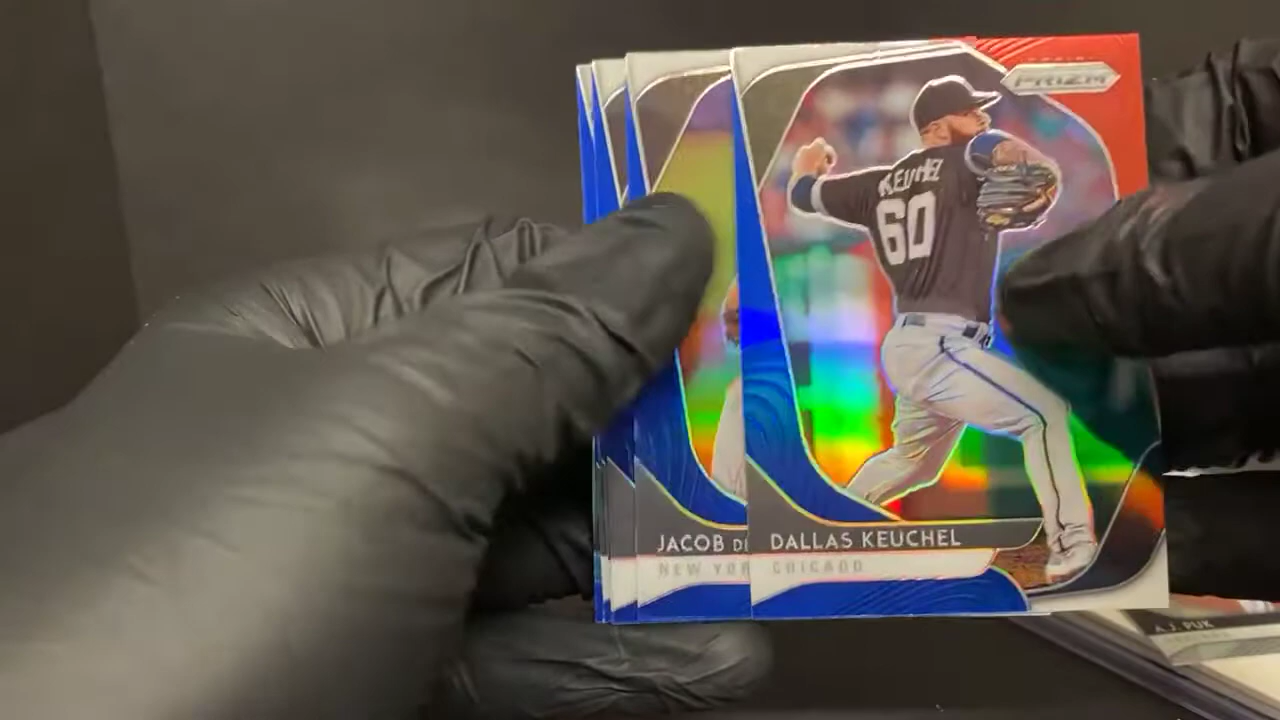 PRIZM
KEUCHEL
60
JACOB
DALLAS KEUCHEL
NEW YOR
CHICAGO
A.J. PUK